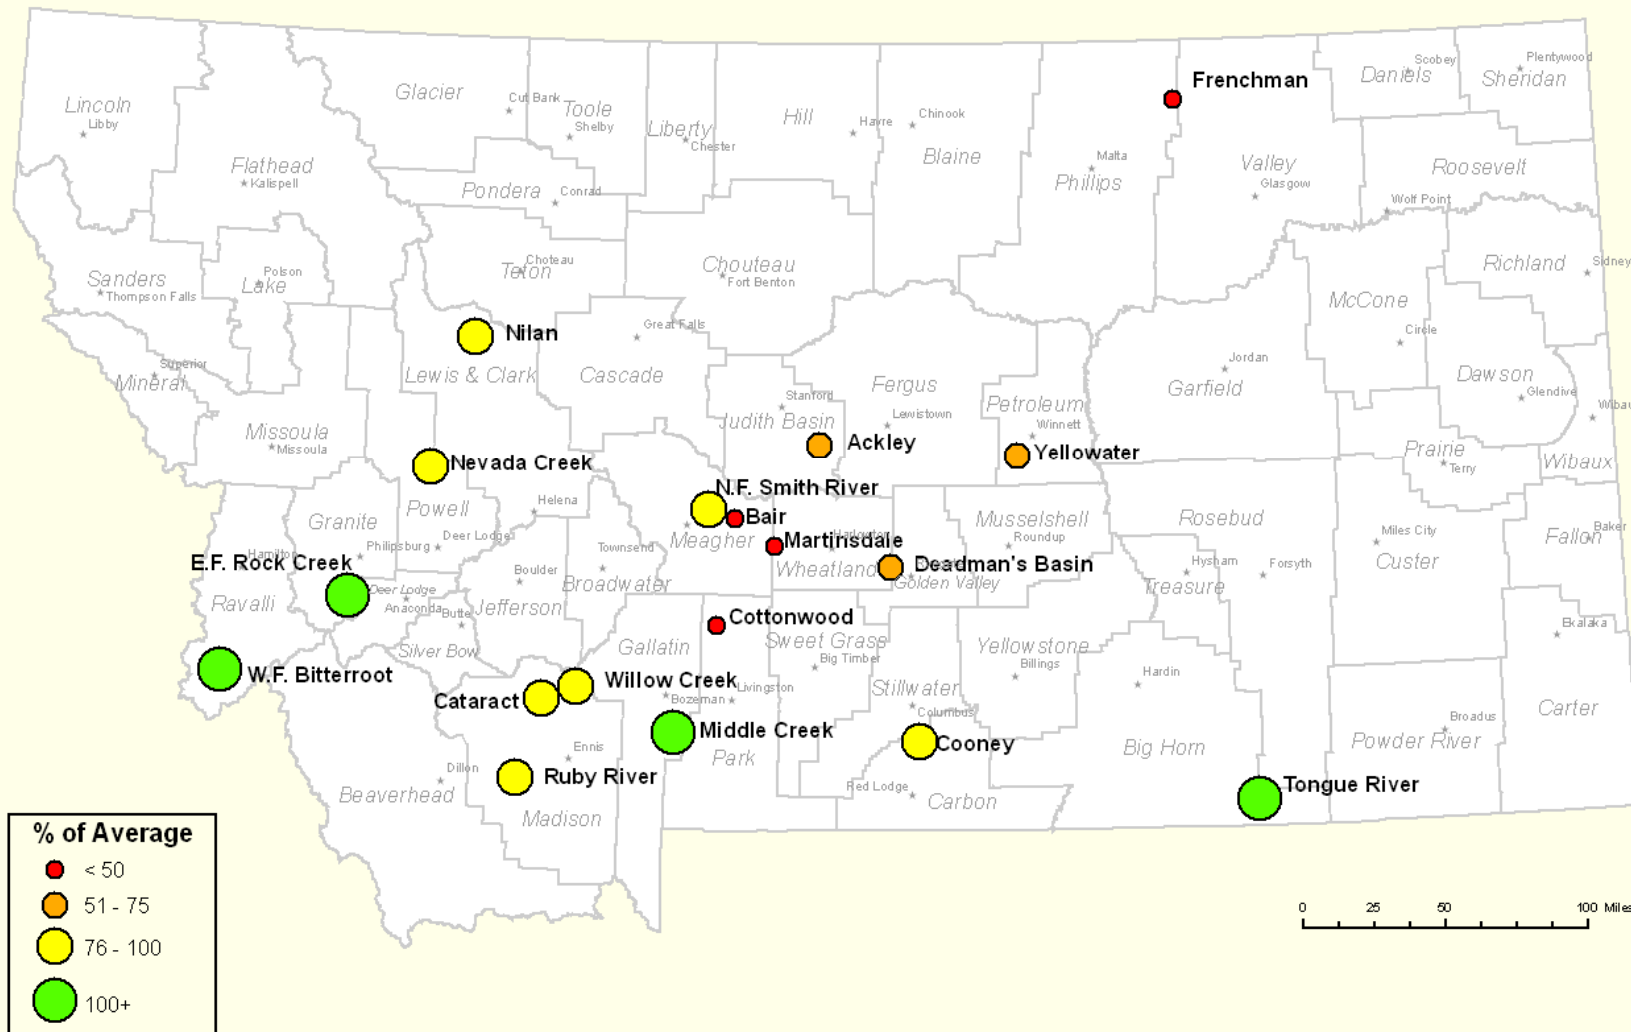 Frenchman
Scobey
Daniels
Plentywood
Sheridan
Lincoln
Libby
Glacier
Cut Bank
Toole
Shelby
Liberty
Chester
Hill
Havre
Chinook
Blaine
Malta
Phillips
Valley
Glasgow
Roosevelt
Wolf Point
Flathead
Kalispell
Pondera
Conrad
Sanders
Thompson Falls
Polson
Lake
Choteau
Teton
Chouteau
Fort Benton
Richland
Sidney
McCone
Circle
Nilan
Great Falls
Lewis & Clark
Cascade
Superior
Mineral
Fergus
Lewistown
Stanford
Judith Basin
Petroleum
Winnett
Jordan
Garfield
Dawson
Glendive
Wibau
Missoula
Missoula
Ackley
Yellowater
Prairie
Terry
Wibaux
Nevada Creek
N.F. Smith River
Bair
Powell
Helena
Granite
Philipsburg
Deer Lodge
Meagher
Martinsdale
Harlowton
Wheatland
Musselshell
Roundup
Rosebud
Miles City
Custer
Fallon
Baker
E.F. Rock Creek
Hamilton
Ravalli
Deer Lodge
Anaconda
Butte
Boulder
Jefferson
Townsend
Broadwater
Deadman's Basin
Golden Valley
Hysham
Treasure
Forsyth
Cottonwood
Gallatin
Sweet Grass
Big Timber
Yellowstone
Billings
Hardin
Ekalaka
Silver Bow
W.F. Bitterroot
Willow Creek
Cataract
Bozeman
Livingston
Stillwater
Columbus
Carter
Middle Creek
Park
Cooney
Big Horn
Broadus
Powder River
Ennis
Dillon
Ruby River
Beaverhead
Madison
Red Lodge
Carbon
Tongue River
% of Average
< 50
51 - 75
76 - 100
100+
0 25 50 100 Miles